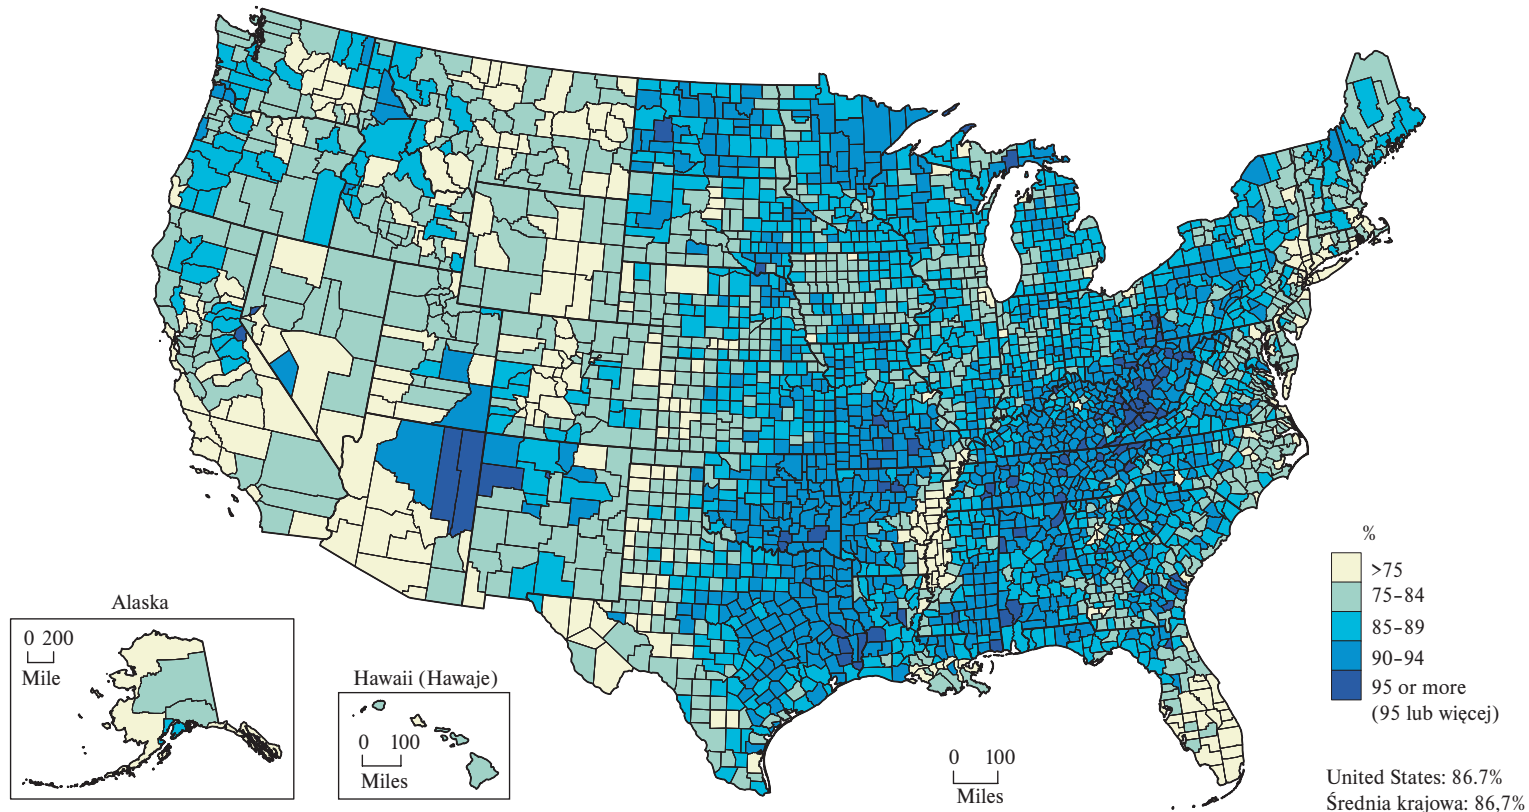 Alaska
0 200
Mile
Hawaii (Hawaje)
0 100
Miles
0 100
Miles
%
>75
75–84
85–89
90–94
95 or more
(95 lub więcej)
United States: 86.7%
Średnia krajowa: 86,7%